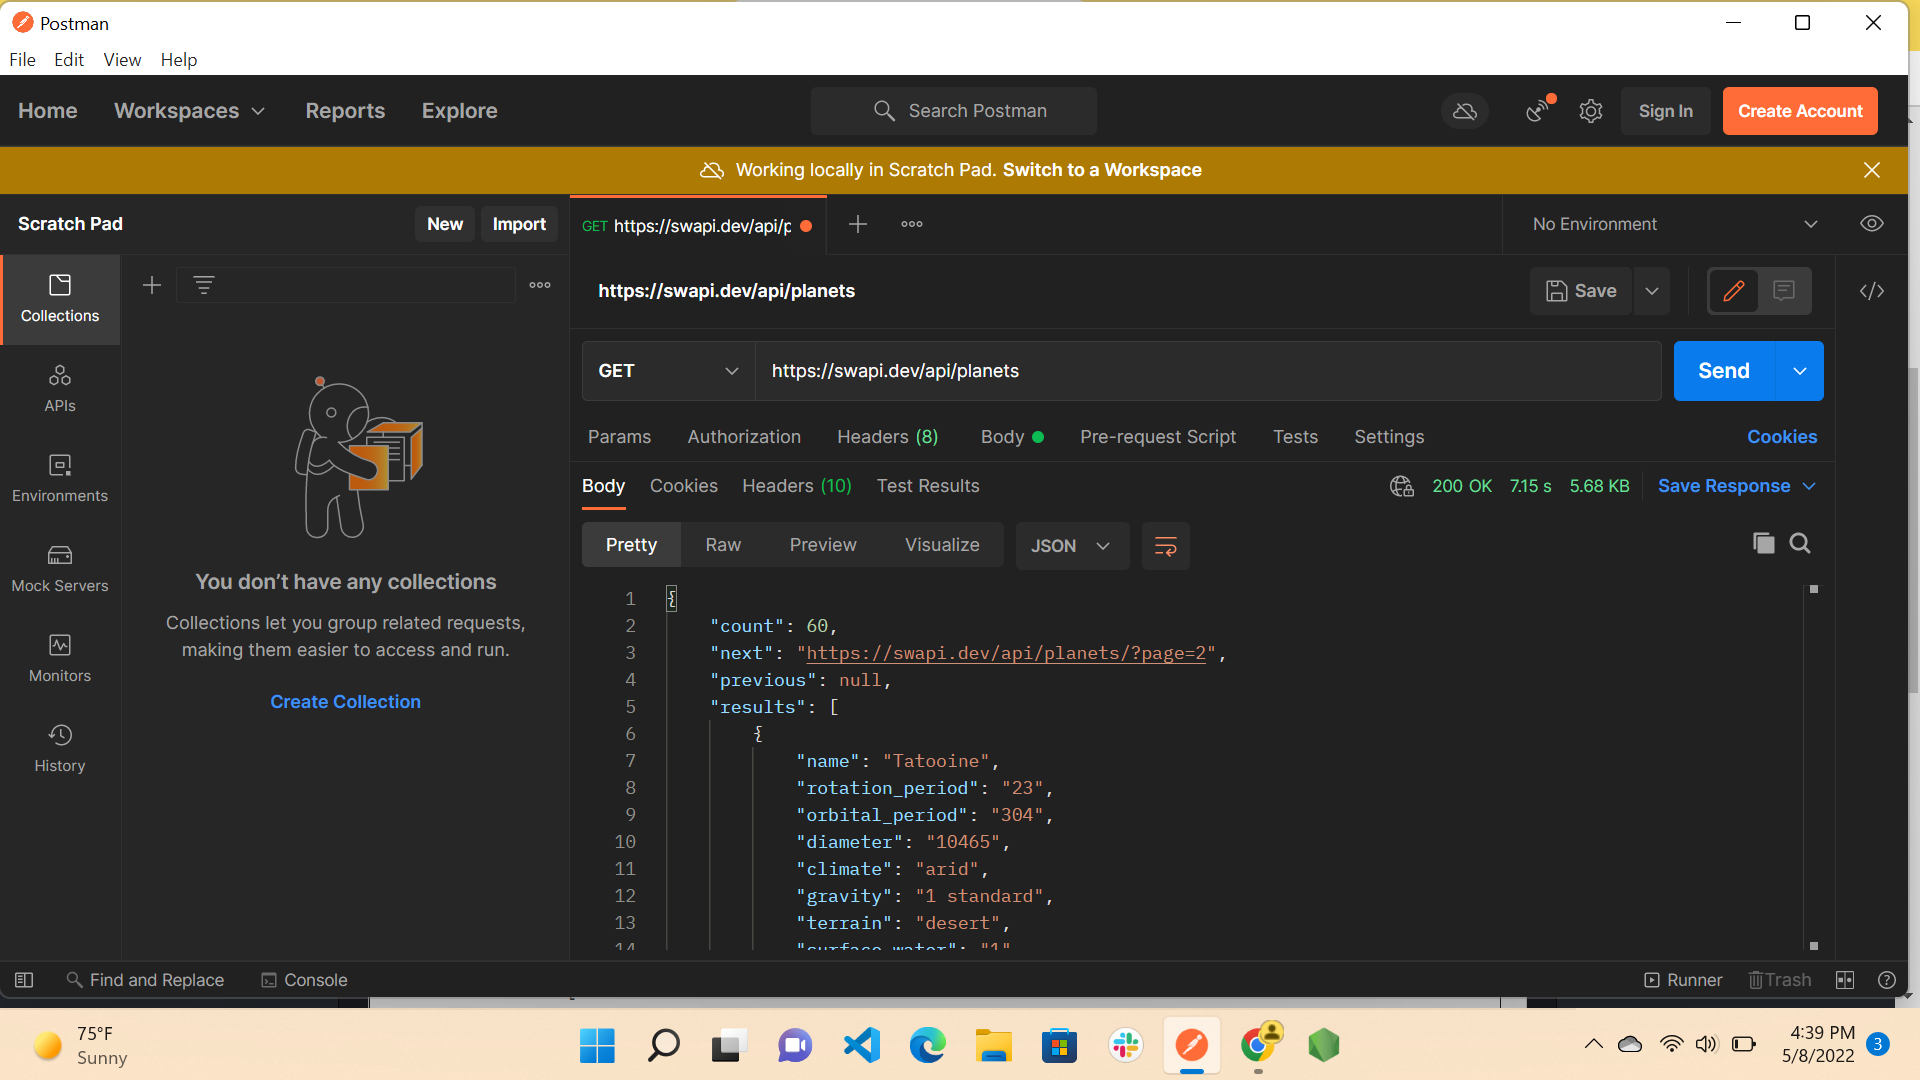 Postman
File Edit View Help
Home Workspaces Reports Explore Search Postman Sign In Create Account
Working locally in Scratch Pad. Switch to a Workspace
Scratch Pad New Import GET https://swapi.dev/api/p No Environment
https://swapi.dev/api/planets Save
Collections
GET https://swapi.dev/api/planets Send
APIs
Params Authorization Headers (8) Body Pre-request Script Tests Settings Cookies
Body Cookies Headers (10) Test Results 200 OK 7.15 s 5.68 KB Save Response
Environments
Pretty Raw Preview Visualize JSON
Mock Servers
You don’t have any collections
Collections let you group related requests,
making them easier to access and run.
Create Collection
Monitors
History
1 {
2 "count": 60,
3 "next": "https://swapi.dev/api/planets/?page=2",
4 "previous": null,
5 "results": [
6 {
7 "name": "Tatooine",
8 "rotation_period": "23",
9 "orbital_period": "304",
10 "diameter": "10465",
11 "climate": "arid",
12 "gravity": "1 standard",
13 "terrain": "desert",
14 "surface_water": "1"
Find and Replace Console Runner Trash
75°F
Sunny
4:39 PM
5/8/2022 3